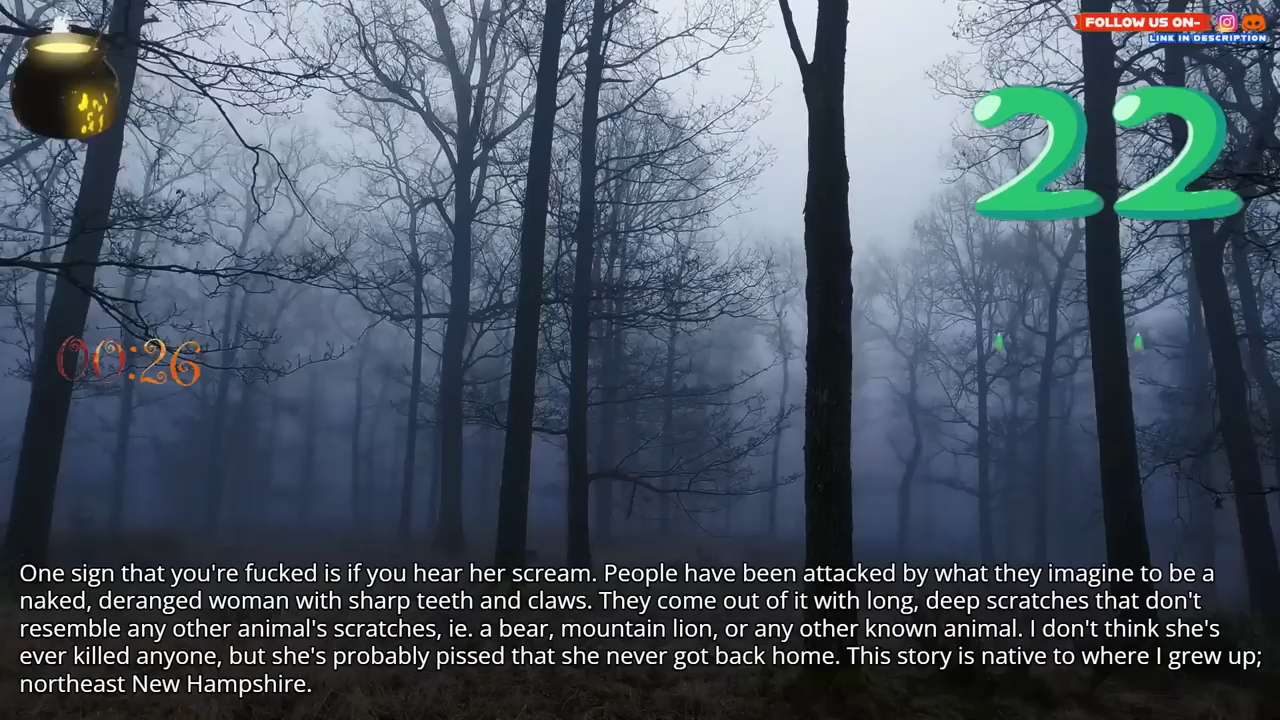 FOLLOW US ON-
LINK IN DESCRIPTION.
22
00:26
One sign that you're fucked is if you hear her scream. People have been attacked by what they imagine to be a
naked, deranged woman with sharp teeth and claws. They come out of it with long, deep scratches that don't
resemble any other animal's scratches, ie. a bear, mountain lion, or any other known animal. I don't think she's
ever killed anyone, but she's probably pissed that she never got back home. This story is native to where I grew up;
northeast New Hampshire.